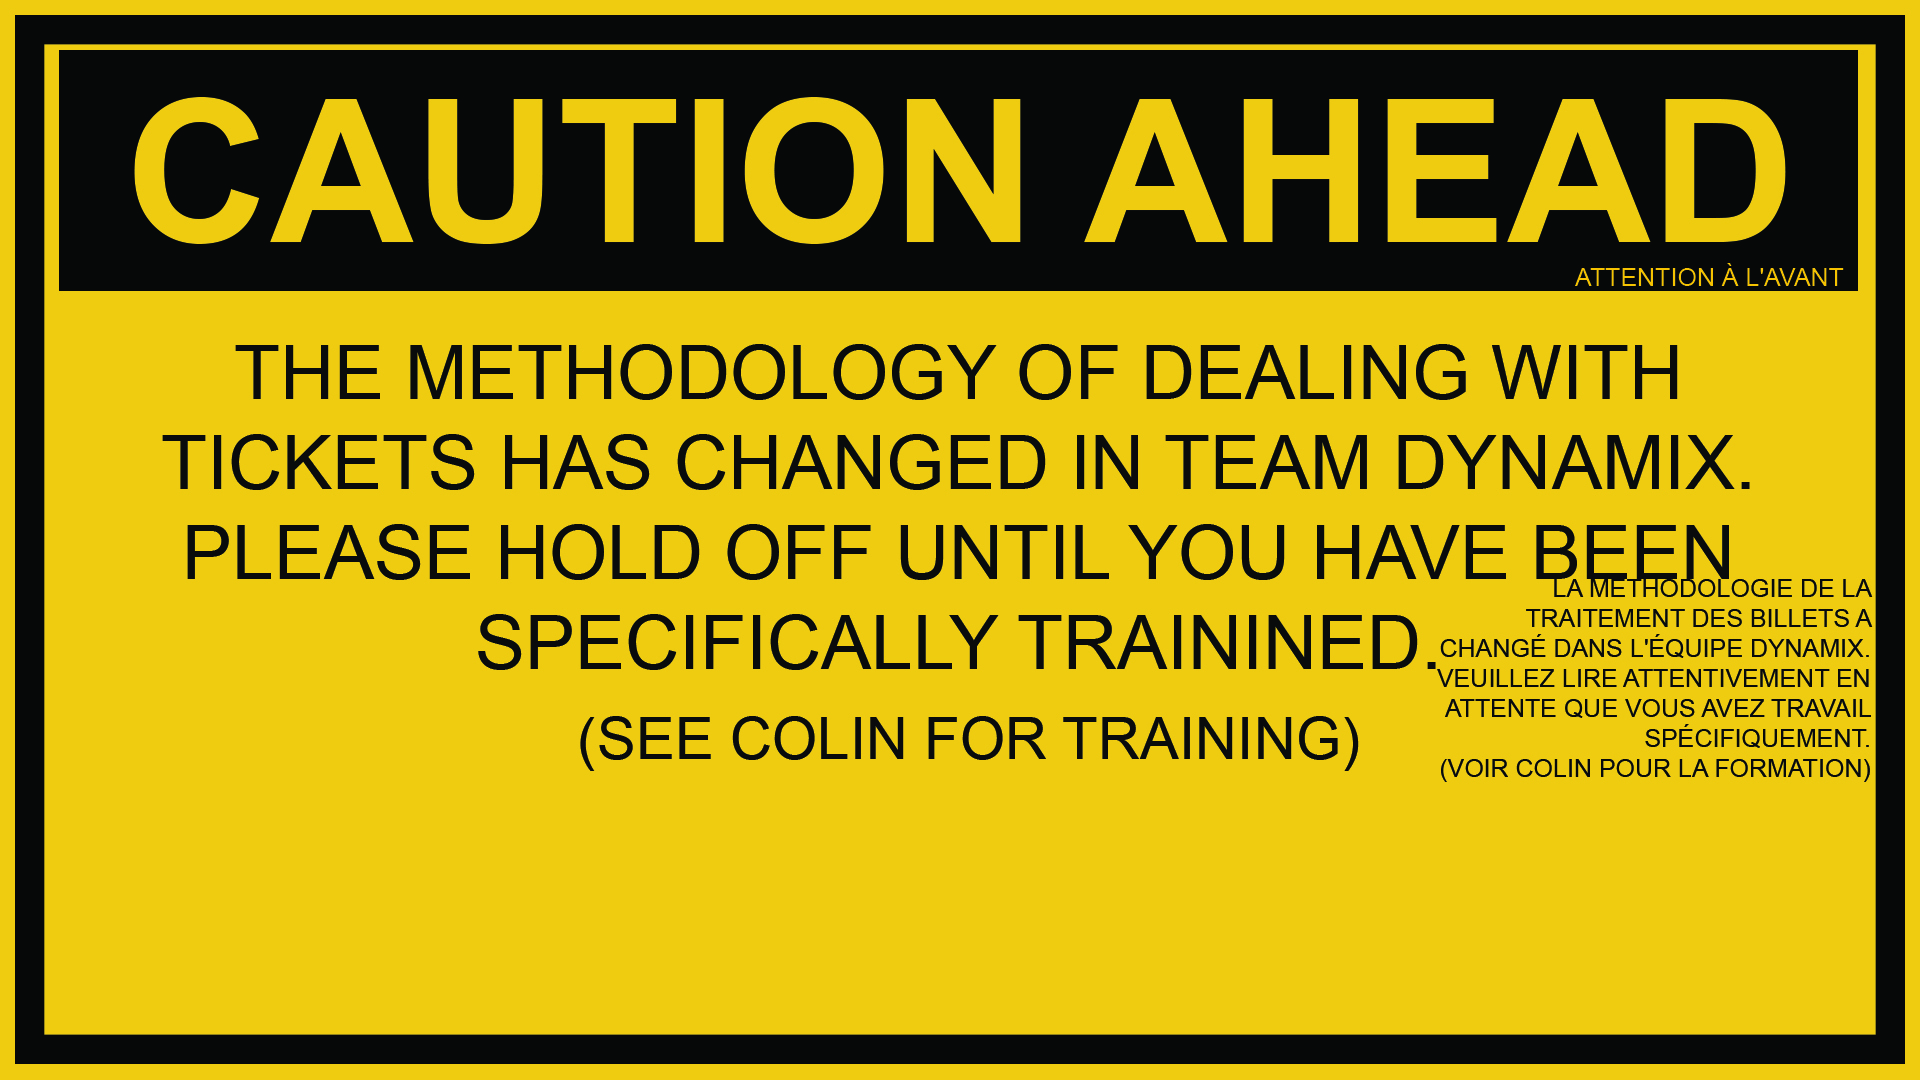 CAUTION AHEAD
ATTENTION À L'AVANT
THE METHODOLOGY OF DEALING WITH
TICKETS HAS CHANGED IN TEAM DYNAMIX.
PLEASE HOLD OFF UNTIL YOU HAVE BEEN
SPECIFICALLY TRAININED.
(SEE COLIN FOR TRAINING)
LA METHODOLOGIE DE LA
TRAITEMENT DES BILLETS A
CHANGÉ DANS L'ÉQUIPE DYNAMIX.
VEUILLEZ LIRE ATTENTIVEMENT EN
ATTENTE QUE VOUS AVEZ TRAVAIL
SPÉCIFIQUEMENT.
(VOIR COLIN POUR LA FORMATION)